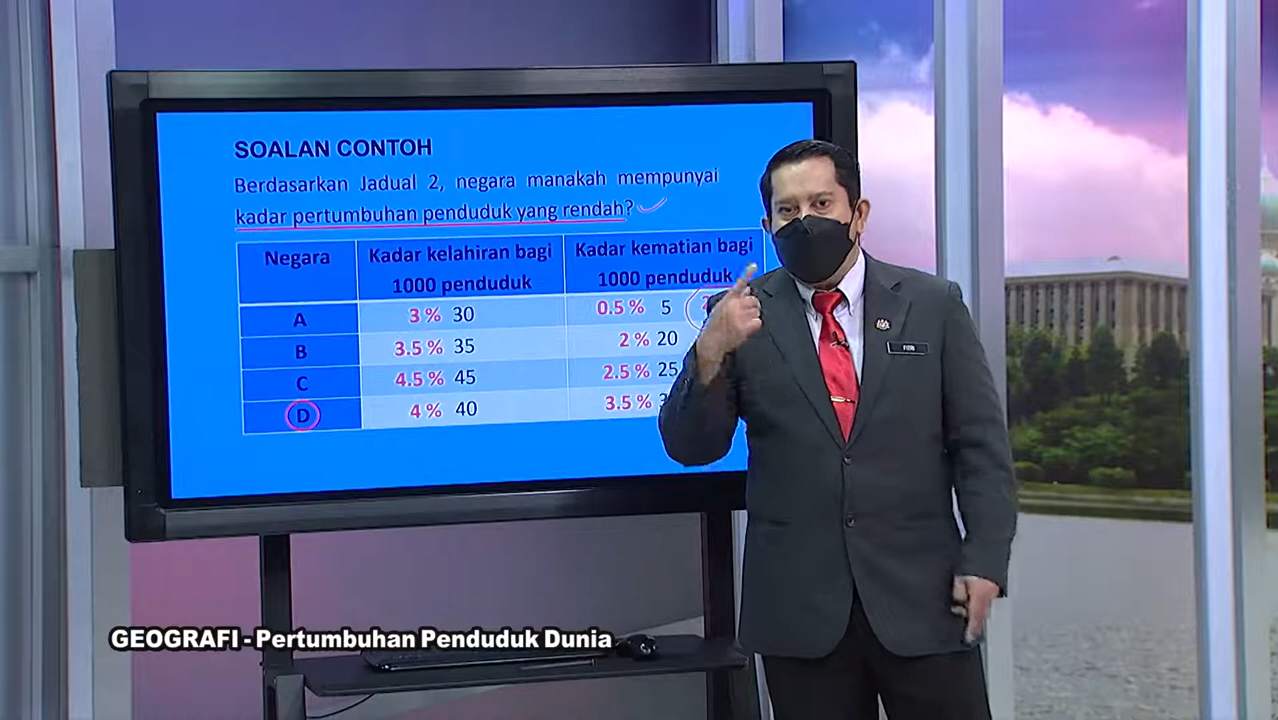 SOALAN CONTOH
Berdasarkan Jadual 2, negara manakah mempunyai
kadar pertumbuhan penduduk yang rendah?
Negara Kadar kelahiran bagi 1000 penduduk Kadar kematian bagi 1000 penduduk
A 3 % 30 0.5 % 5
B 3.5 % 35 2 % 20
C 4.5 % 45 2.5 % 25
D 4 % 40 3.5 %
FITRI
GEOGRAFI - Pertumbuhan Penduduk Dunia